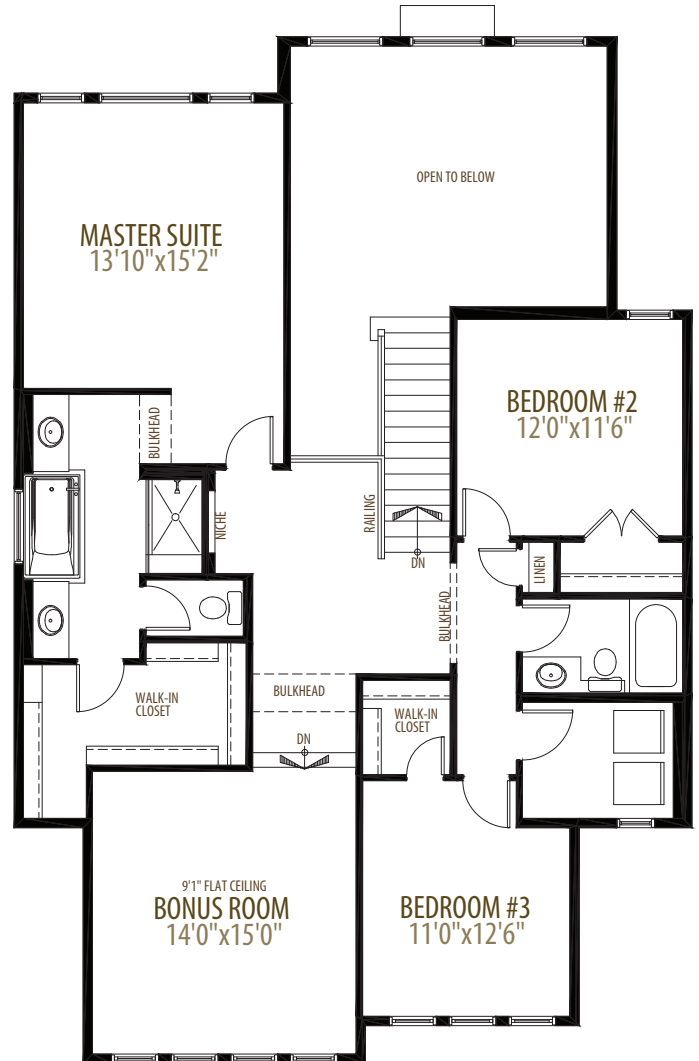 OPEN TO BELOW
MASTER SUITE
13'10"x15'2"
BEDROOM #2
12'0"x11'6"
BULKHEAD
NICHE
RAILING
DN
LINEN
BULKHEAD
BULKHEAD
WALK-IN
CLOSET
WALK-IN
CLOSET
DN
9'1" FLAT CEILING
BONUS ROOM
14'0"x15'0"
BEDROOM #3
11'0"x12'6"